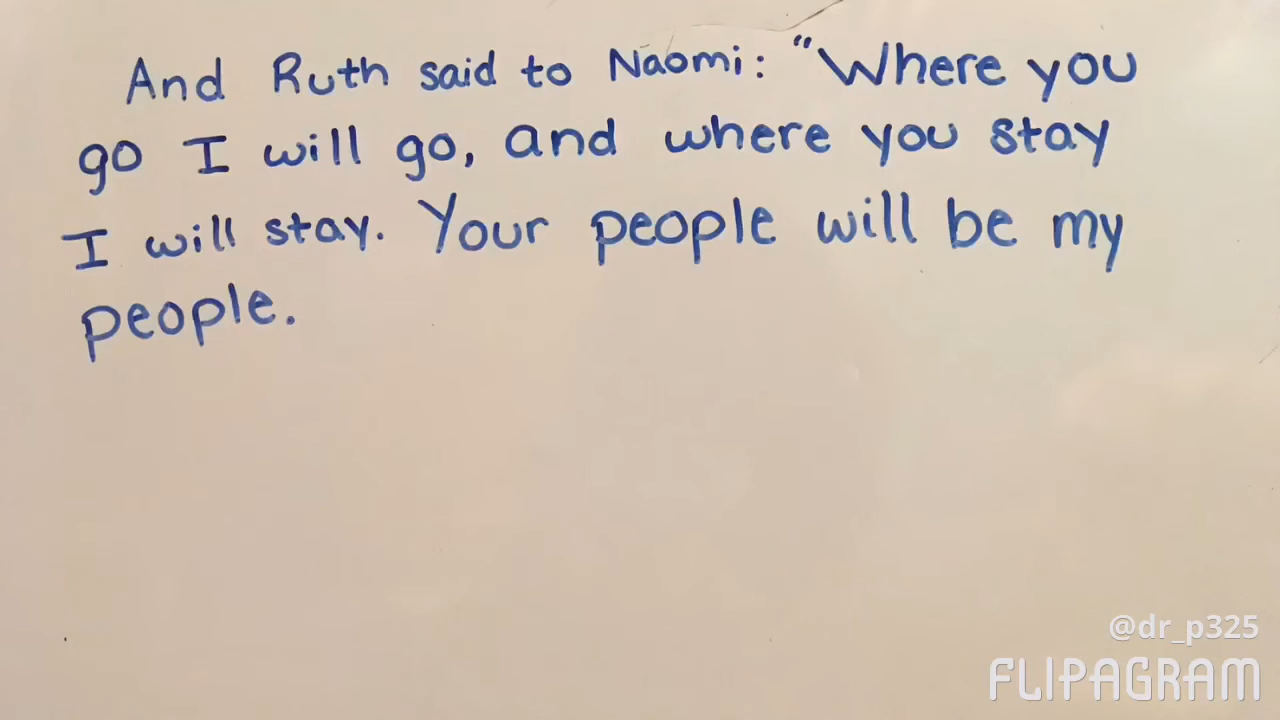 And Ruth said to Naomi: "Where you
go I will go, and where you stay
I will stay. Your people will be my
people.
@dr_p325
FLIPAGRAM